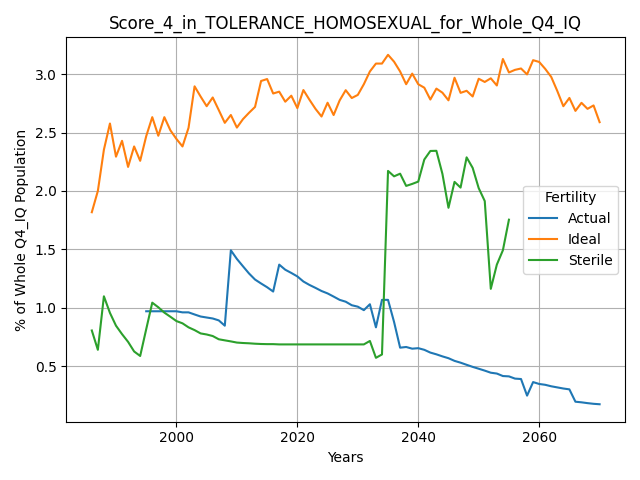 Score_4_in_TOLERANCE_HOMOSEXUAL_for_Whole_Q4_IQ
% of Whole Q4_IQ Population
3.0
2.5
2.0
1.5
1.0
0.5
Fertility
Actual
Ideal
Sterile
2000
2020
2040
2060
Years